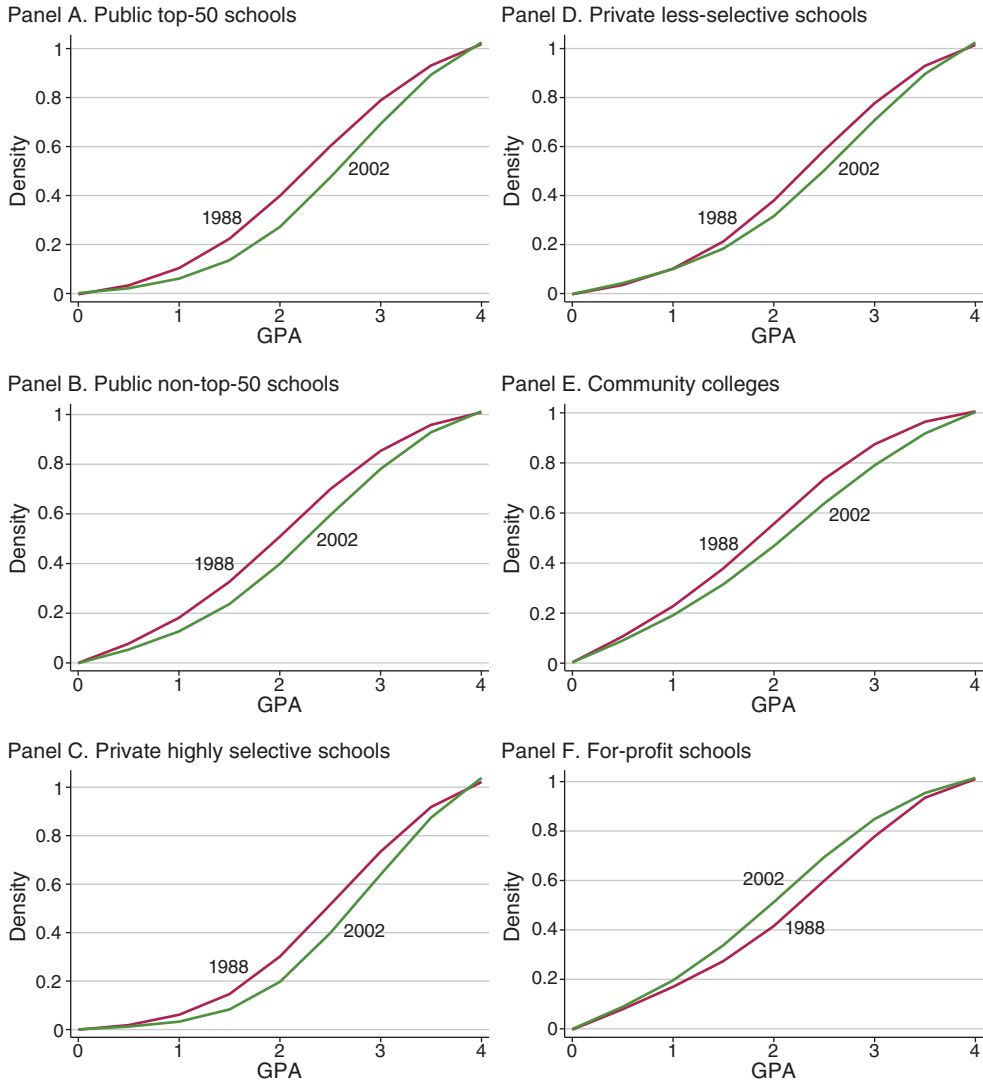 Panel A. Public top-50 schools
Density
1
0.8
0.6
0.4
0.2
0
1988
2002
0 1 2 3 4
GPA
Panel D. Private less-selective schools
Density
1
0.8
0.6
0.4
0.2
0
1988
2002
0 1 2 3 4
GPA
Panel B. Public non-top-50 schools
Density
1
0.8
0.6
0.4
0.2
0
1988
2002
0 1 2 3 4
GPA
Panel E. Community colleges
Density
1
0.8
0.6
0.4
0.2
0
1988
2002
0 1 2 3 4
GPA
Panel C. Private highly selective schools
Density
1
0.8
0.6
0.4
0.2
0
1988
2002
0 1 2 3 4
GPA
Panel F. For-profit schools
Density
1
0.8
0.6
0.4
0.2
0
2002
1988
0 1 2 3 4
GPA